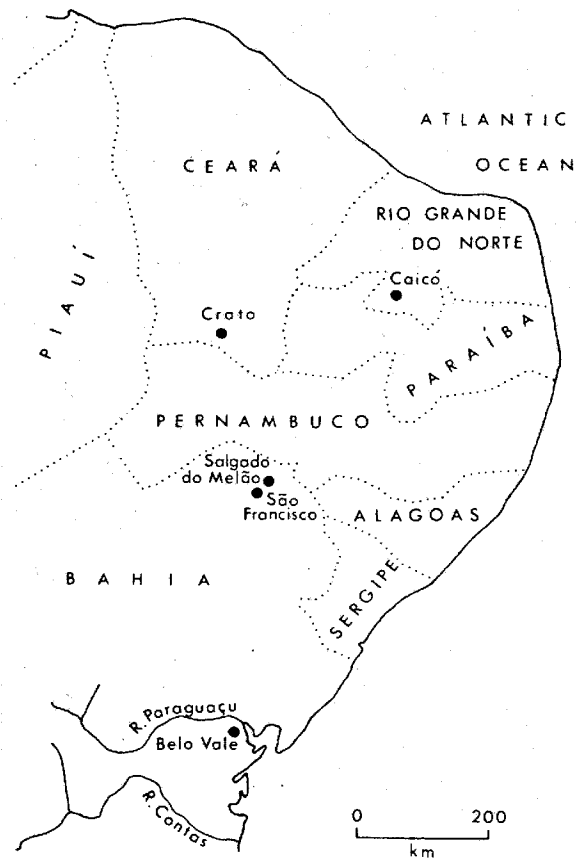 ATLANTIC
OCEAN
CEARÁ
RIO GRANDE
DO NORTE
PIAUÍ
Caicó
Crato
PARAÍBA
PERNAMBUCO
Salgado
do Melão
São
Francisco
ALAGOAS
BAHIA
SERGIPE
R. Paraguaçu
Belo Vale
R. Contas
0 200
km